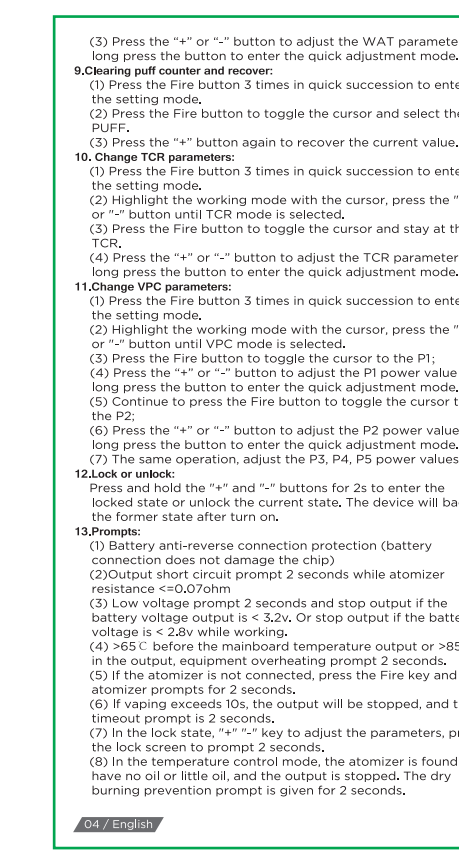 (3) Press the “+” or “-” button to adjust the WAT paramete
long press the button to enter the quick adjustment mode.
9.Clearing puff counter and recover:
(1) Press the Fire button 3 times in quick succession to ente
the setting mode.
(2) Press the Fire button to toggle the cursor and select the
PUFF.
(3) Press the “+” button again to recover the current value.
10. Change TCR parameters:
(1) Press the Fire button 3 times in quick succession to ente
the setting mode.
(2) Highlight the working mode with the cursor, press the "
or "-" button until TCR mode is selected.
(3) Press the Fire button to toggle the cursor and stay at th
TCR.
(4) Press the “+” or “-” button to adjust the TCR parameter
long press the button to enter the quick adjustment mode.
11.Change VPC parameters:
(1) Press the Fire button 3 times in quick succession to ente
the setting mode.
(2) Highlight the working mode with the cursor, press the "
or "-" button until VPC mode is selected.
(3) Press the Fire button to toggle the cursor to the P1;
(4) Press the “+” or “-” button to adjust the P1 power value
long press the button to enter the quick adjustment mode.
(5) Continue to press the Fire button to toggle the cursor t
the P2;
(6) Press the “+” or “-” button to adjust the P2 power value
long press the button to enter the quick adjustment mode.
(7) The same operation, adjust the P3, P4, P5 power values
12.Lock or unlock:
Press and hold the "+" and "-" buttons for 2s to enter the
locked state or unlock the current state. The device will ba
the former state after turn on.
13.Prompts:
(1) Battery anti-reverse connection protection (battery
connection does not damage the chip)
(2)Output short circuit prompt 2 seconds while atomizer
resistance <=0.07ohm
(3) Low voltage prompt 2 seconds and stop output if the
battery voltage output is < 3.2v. Or stop output if the batte
voltage is < 2.8v while working.
(4) >65℃ before the mainboard temperature output or >85
in the output, equipment overheating prompt 2 seconds.
(5) If the atomizer is not connected, press the Fire key and
atomizer prompts for 2 seconds.
(6) If vaping exceeds 10s, the output will be stopped, and t
timeout prompt is 2 seconds.
(7) In the lock state, "+" "-" key to adjust the parameters, p
the lock screen to prompt 2 seconds.
(8) In the temperature control mode, the atomizer is found
have no oil or little oil, and the output is stopped. The dry
burning prevention prompt is given for 2 seconds.
04 / English